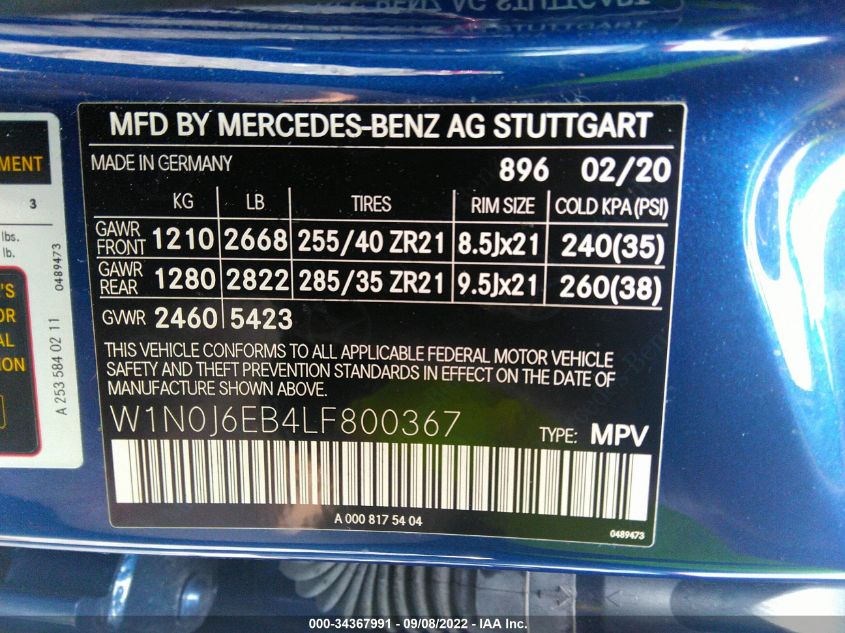 MFD BY MERCEDES-BENZ AG STUTTGART
MADE IN GERMANY 896 02/20
KG LB TIRES RIM SIZE COLD KPA (PSI)
GAWR FRONT 1210 2668 255/40 ZR21 8.5Jx21 240(35)
GAWR REAR 1280 2822 285/35 ZR21 9.5Jx21 260(38)
GVWR 2460 5423
THIS VEHICLE CONFORMS TO ALL APPLICABLE FEDERAL MOTOR VEHICLE
SAFETY AND THEFT PREVENTION STANDARDS IN EFFECT ON THE DATE OF
MANUFACTURE SHOWN ABOVE.
W1N0J6EB4LF800367 TYPE: MPV
A 000 817 54 04
0489473
MENT
3
lbs.
lb.
'S
OR
AL
TION
A 253 584 02 11 0489473
000-34367991 - 09/08/2022 - IAA Inc.